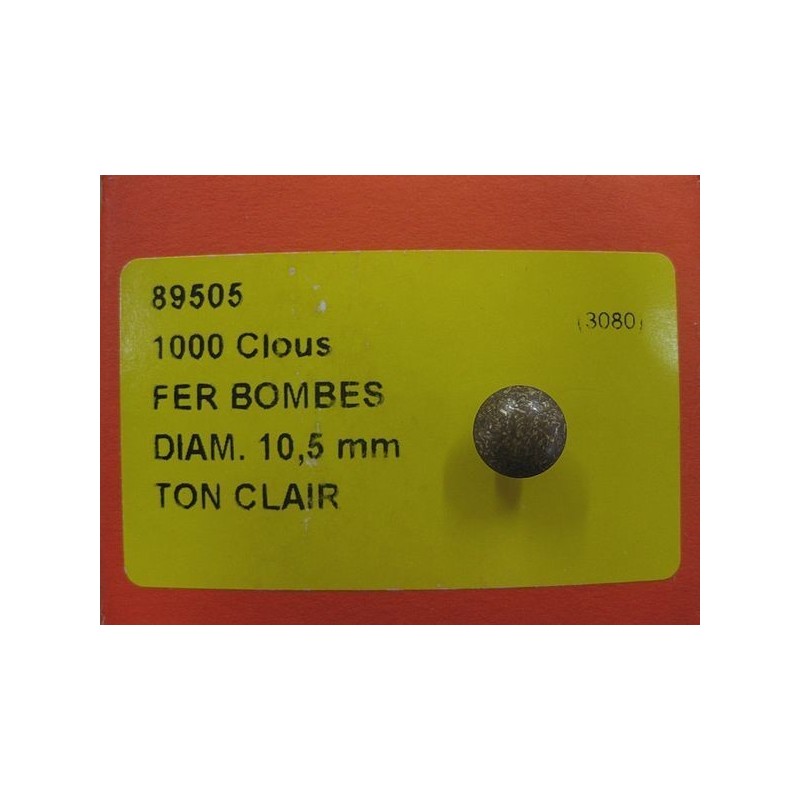 89505
(3080)
1000 Clous
FER BOMBES
DIAM. 10,5 mm
TON CLAIR